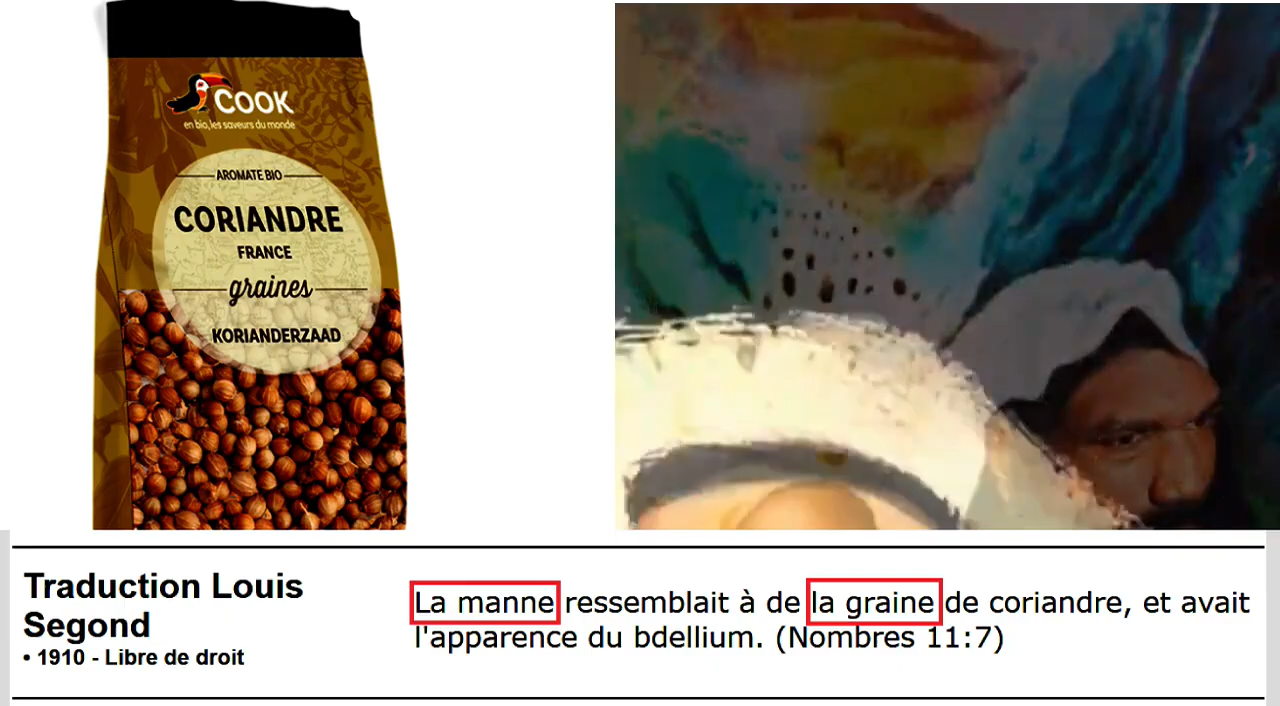 COOK
en bio, les saveurs du monde
AROMATE BIO
CORIANDRE
FRANCE
graines
KORIANDERZAAD
Traduction Louis
Segond
• 1910 - Libre de droit
La manne ressemblait à de la graine de coriandre, et avait
l'apparence du bdellium. (Nombres 11:7)